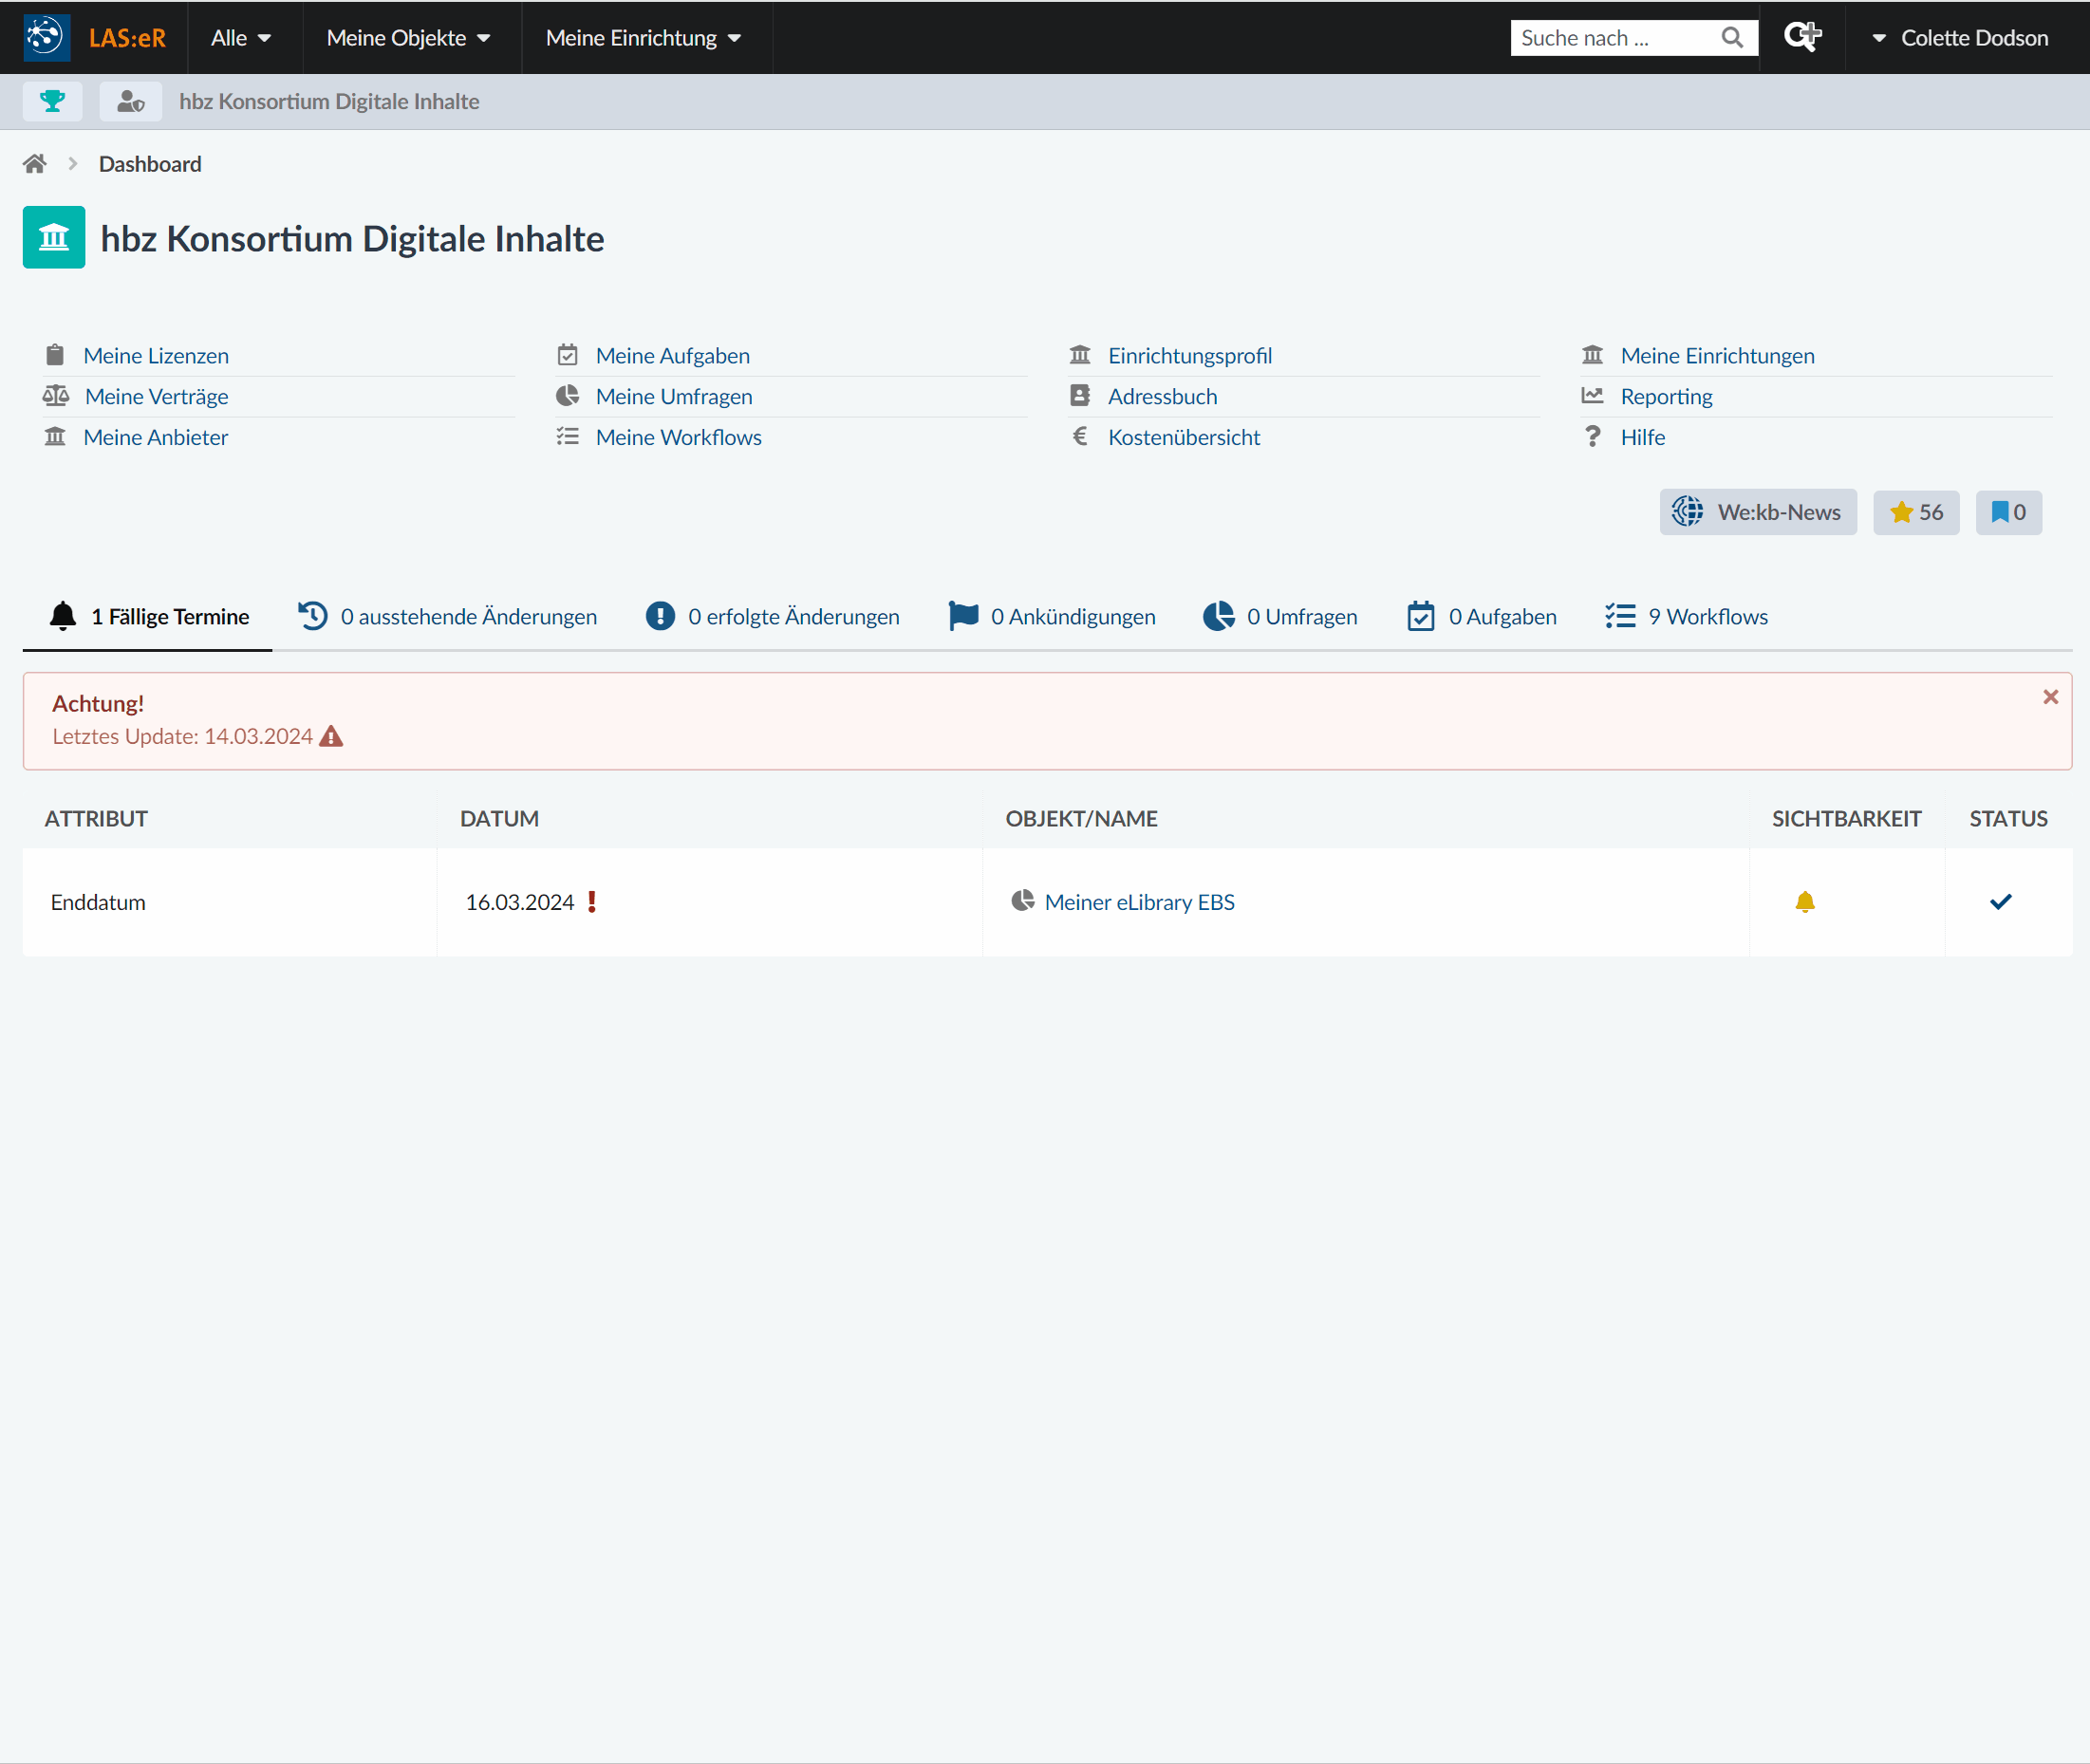 LAS:eR Alle Meine Objekte Meine Einrichtung Suche nach ... Colette Dodson
hbz Konsortium Digitale Inhalte
Dashboard
hbz Konsortium Digitale Inhalte
Meine Lizenzen Meine Aufgaben Einrichtungsprofil Meine Einrichtungen
Meine Verträge Meine Umfragen Adressbuch Reporting
Meine Anbieter Meine Workflows Kostenübersicht Hilfe
We:kb-News 56 0
1 Fällige Termine 0 ausstehende Änderungen 0 erfolgte Änderungen 0 Ankündigungen 0 Umfragen 0 Aufgaben 9 Workflows
Achtung!
Letztes Update: 14.03.2024
ATTRIBUT DATUM OBJEKT/NAME SICHTBARKEIT STATUS
Enddatum 16.03.2024 Meiner eLibrary EBS